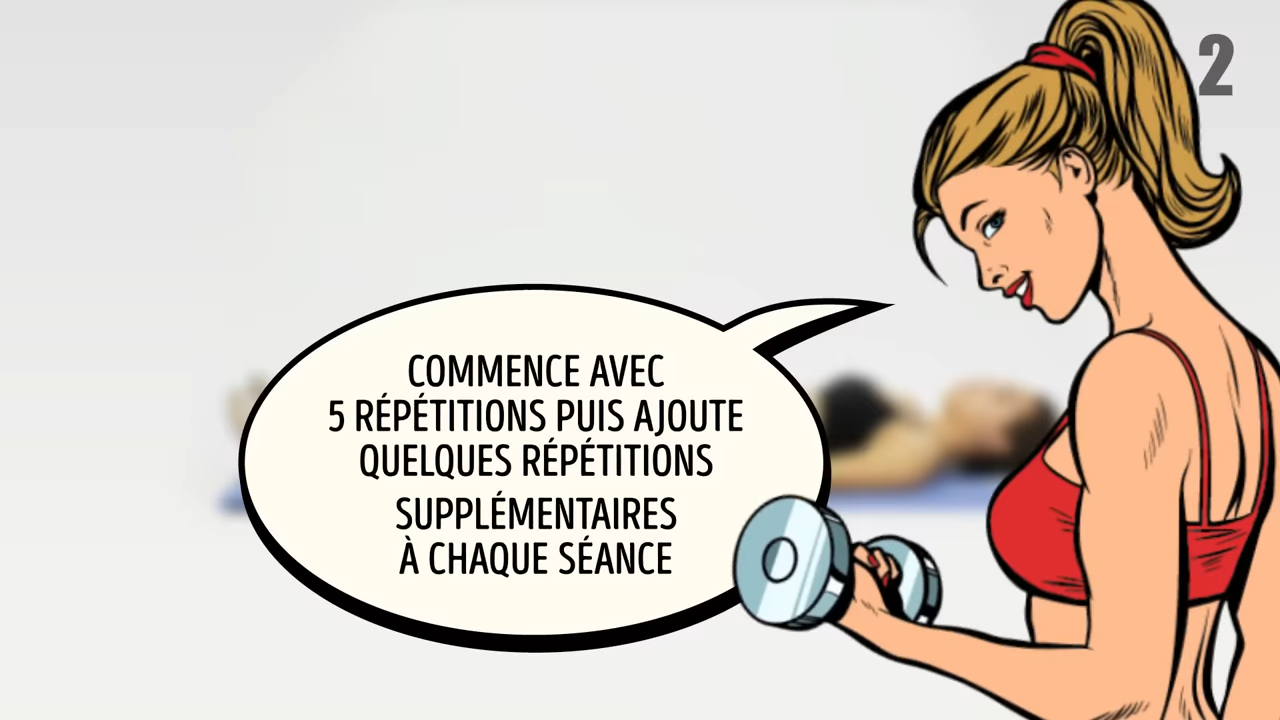 2
COMMENCE AVEC
5 RÉPÉTITIONS PUIS AJOUTE
QUELQUES RÉPÉTITIONS
SUPPLÉMENTAIRES
À CHAQUE SÉANCE